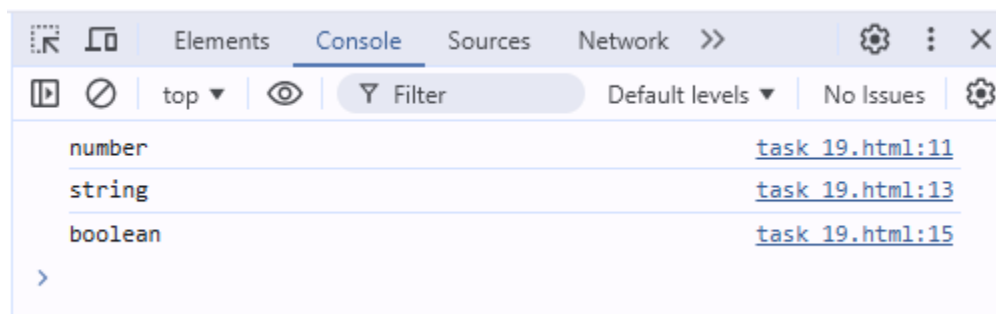 Elements Console Sources Network
top Filter Default levels No Issues
number task 19.html:11
string task 19.html:13
boolean task 19.html:15